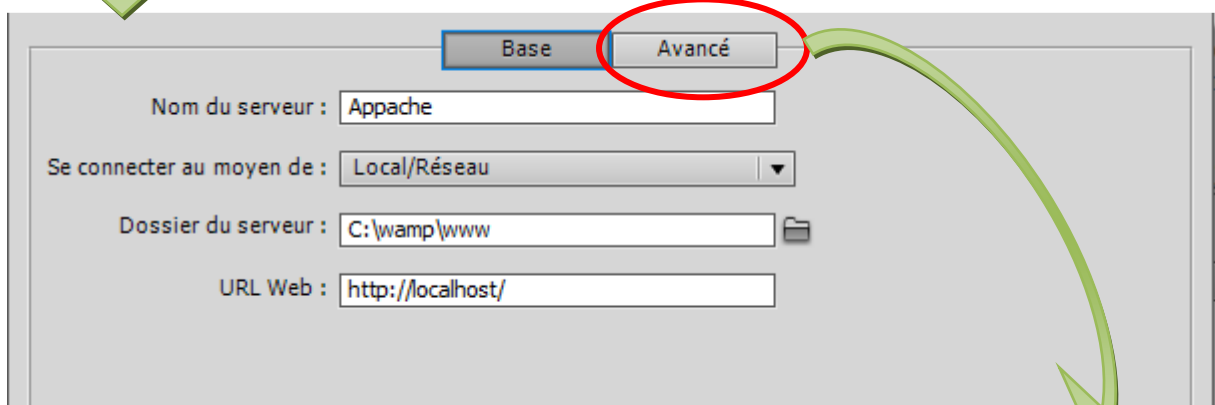 Base Avancé
Nom du serveur : Appache
Se connecter au moyen de : Local/Réseau
Dossier du serveur : C:\wamp\www
URL Web : http://localhost/